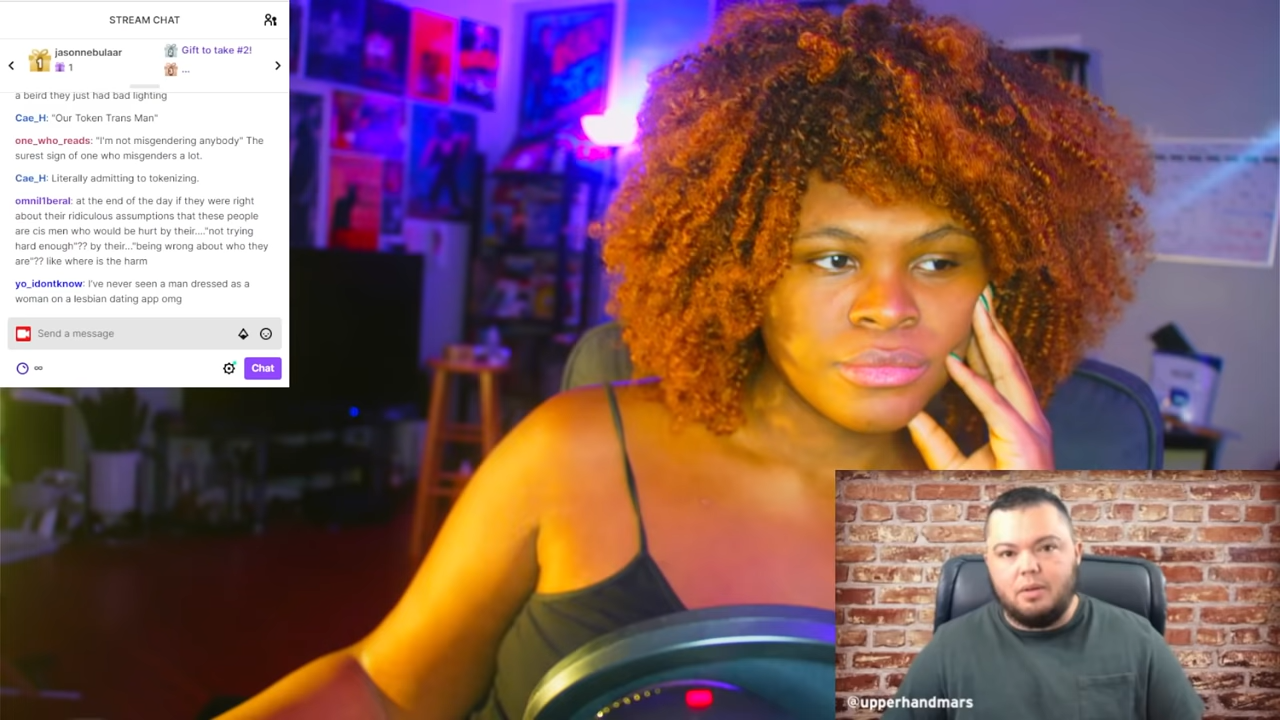 STREAM CHAT
jasonnebulaar
1
Gift to take #2!
...
a beird they just had bad lighting
Cae_H: "Our Token Trans Man"
one_who_reads: "I'm not misgendering anybody" The
surest sign of one who misgenders a lot.
Cae_H: Literally admitting to tokenizing.
omnil1beral: at the end of the day if they were right
about their ridiculous assumptions that these people
are cis men who would be hurt by their...."not trying
hard enough"?? by their..."being wrong about who they
are"?? like where is the harm
yo_idontknow: I've never seen a man dressed as a
woman on a lesbian dating app omg
Send a message
∞
Chat
@upperhandmars